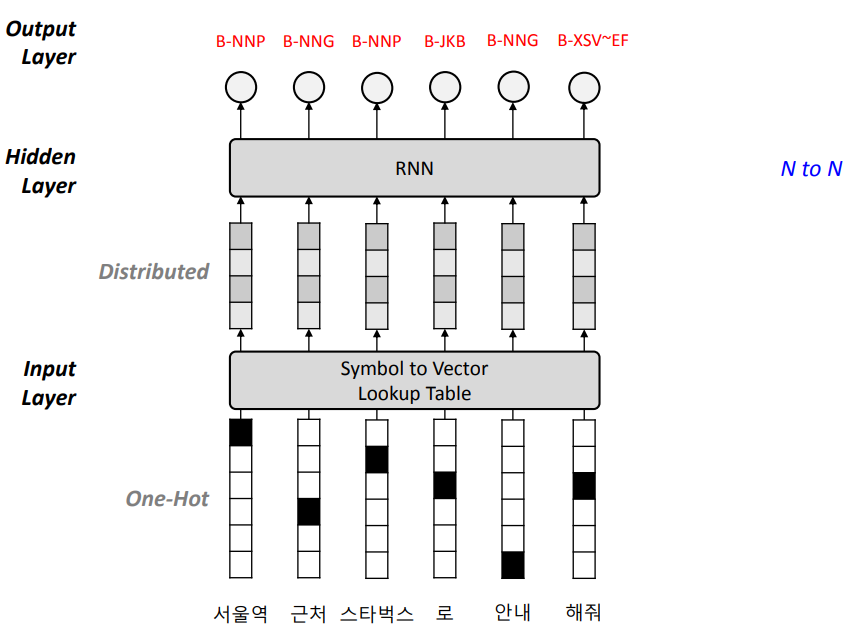 Output
Layer
B-NNP B-NNG B-NNP B-JKB B-NNG B-XSV~EF
Hidden
Layer
RNN
N to N
Distributed
Input
Layer
Symbol to Vector
Lookup Table
One-Hot
서울역 근처 스타벅스 로 안내 해줘